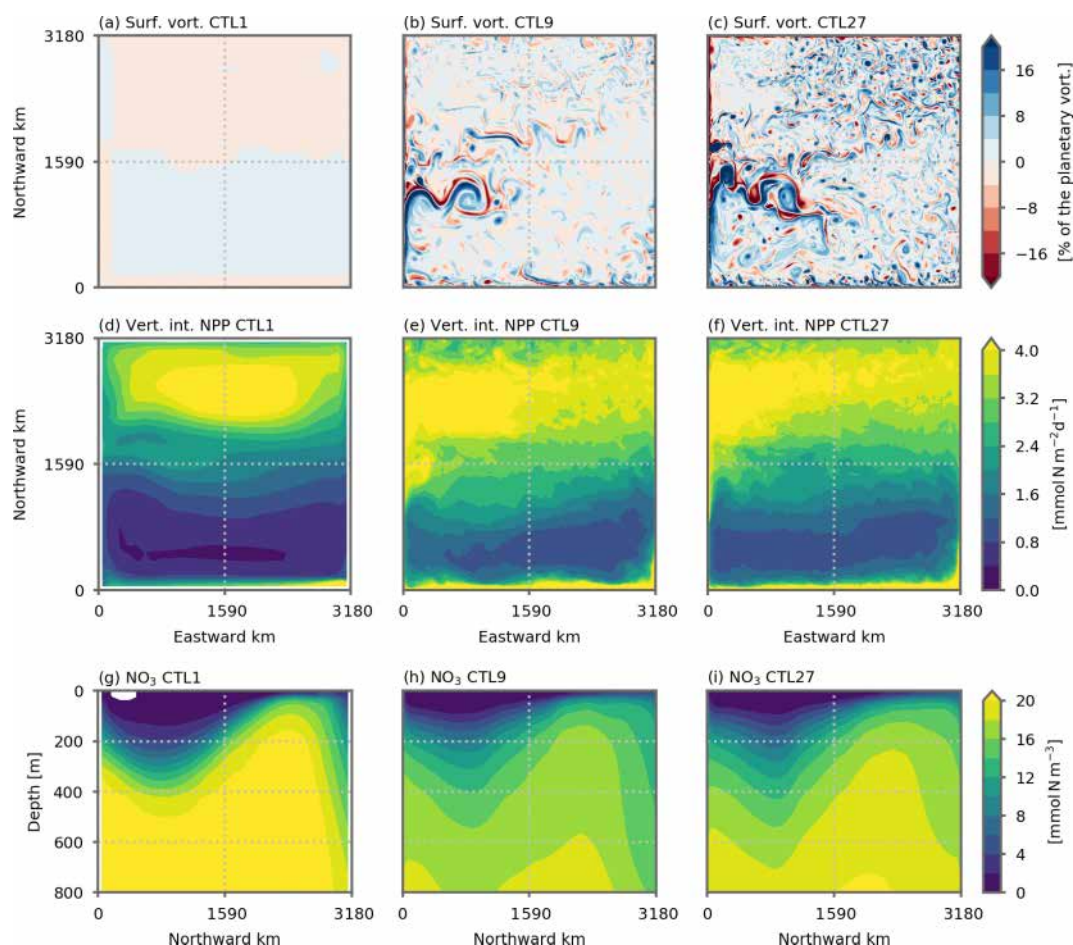 (a) Surf. vort. CTL1
(b) Surf. vort. CTL9
(c) Surf. vort. CTL27
3180
1590
0
Northward km
16
8
0
−8
−16
[% of the planetary vort.]
(d) Vert. int. NPP CTL1
(e) Vert. int. NPP CTL9
(f) Vert. int. NPP CTL27
3180
1590
0
Northward km
0 1590 3180
0 1590 3180
0 1590 3180
Eastward km
Eastward km
Eastward km
4.0
3.2
2.4
1.6
0.8
0.0
[mmol N m⁻²d⁻¹]
(g) NO₃ CTL1
(h) NO₃ CTL9
(i) NO₃ CTL27
0
200
400
600
800
Depth [m]
0 1590 3180
0 1590 3180
0 1590 3180
Northward km
Northward km
Northward km
20
16
12
8
4
0
[mmol N m⁻³]